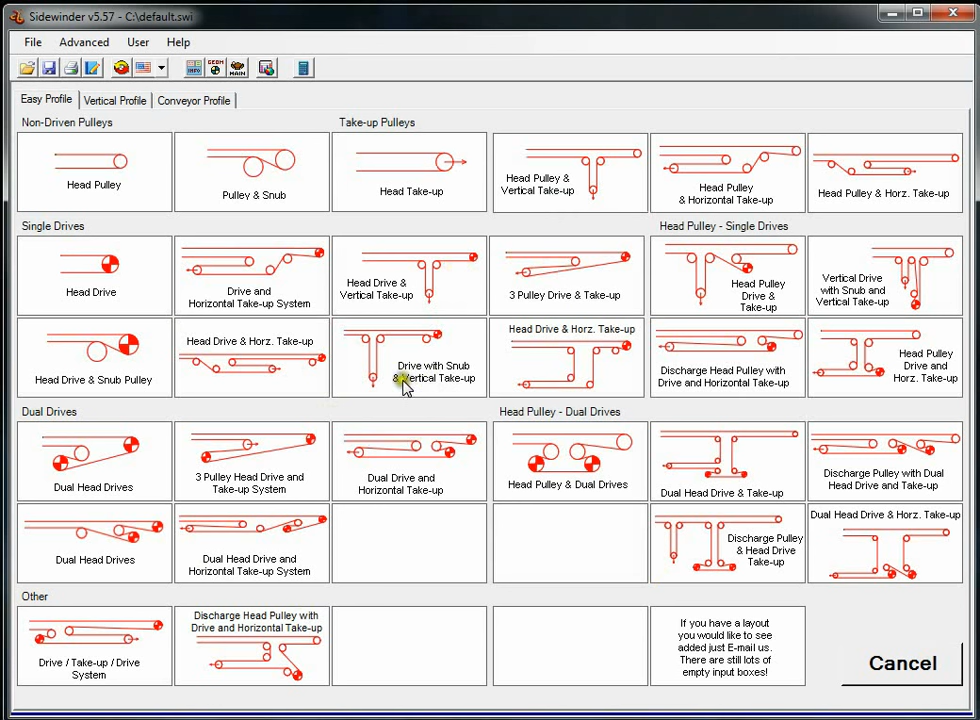 Sidewinder v5.57 - C:\default.swi
File Advanced User Help
INFO GEOM MAIN
Easy Profile Vertical Profile Conveyor Profile
Non-Driven Pulleys Take-up Pulleys
Head Pulley
Pulley & Snub
Head Take-up
Head Pulley &
Vertical Take-up
Head Pulley
& Horizontal Take-up
Head Pulley & Horz. Take-up
Single Drives Head Pulley - Single Drives
Head Drive
Drive and
Horizontal Take-up System
Head Drive &
Vertical Take-up
3 Pulley Drive & Take-up
Head Pulley
Drive &
Take-up
Vertical Drive
with Snub and
Vertical Take-up
Head Drive & Snub Pulley
Head Drive & Horz. Take-up
Drive with Snub
& Vertical Take-up
Head Drive & Horz. Take-up
Discharge Head Pulley with
Drive and Horizontal Take-up
Head Pulley
Drive and
Horz. Take-up
Dual Drives Head Pulley - Dual Drives
Dual Head Drives
3 Pulley Head Drive and
Take-up System
Dual Drive and
Horizontal Take-up
Head Pulley & Dual Drives
Dual Head Drive & Take-up
Discharge Pulley with Dual
Head Drive and Take-up
Dual Head Drives
Dual Head Drive and
Horizontal Take-up System
Discharge Pulley
& Head Drive
Take-up
Dual Head Drive & Horz. Take-up
Other
Drive / Take-up / Drive
System
Discharge Head Pulley with
Drive and Horizontal Take-up
If you have a layout
you would like to see
added just E-mail us.
There are still lots of
empty input boxes!
Cancel